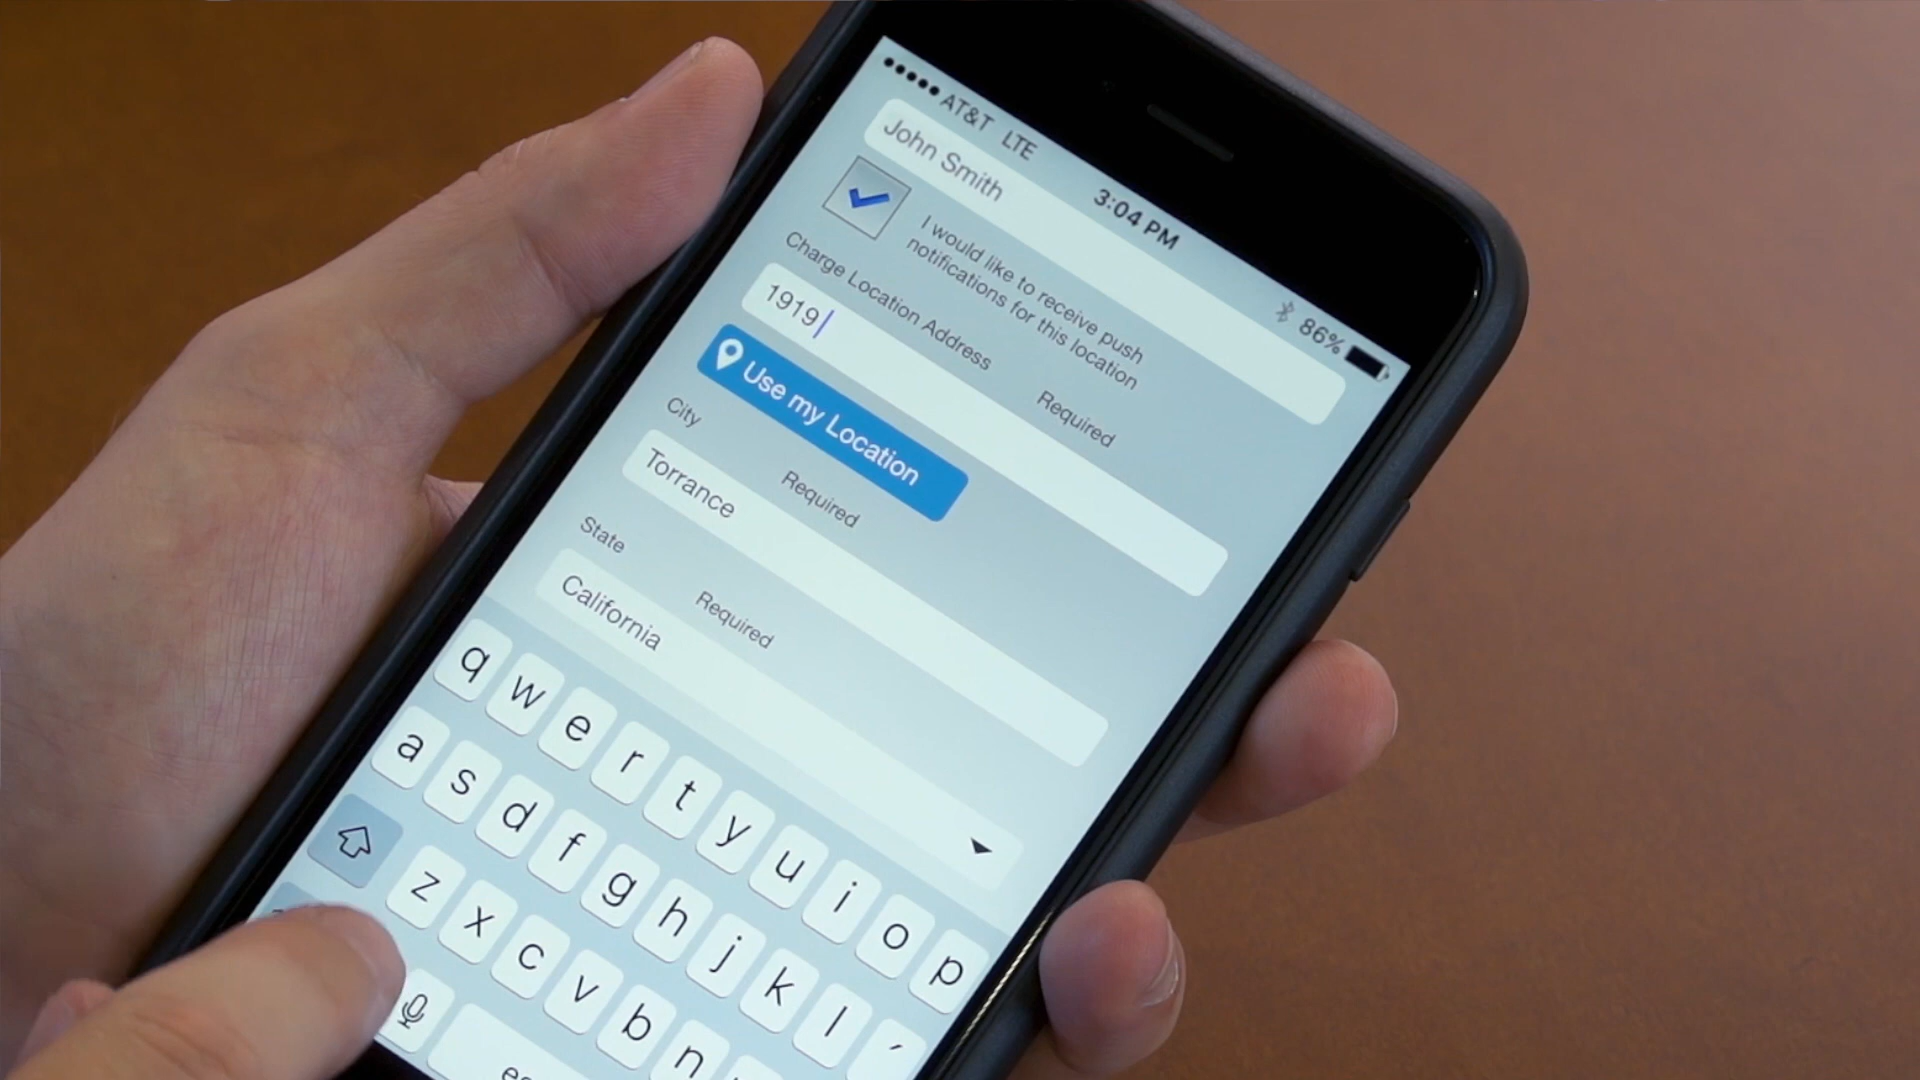 ●●●●● AT&T LTE 3:04 PM 86%
John Smith
I would like to receive push
notifications for this location
Charge Location Address Required
1919
Use my Location
City Required
Torrance
State Required
California
q w e r t y u i o p
a s d f g h j k l ´
z x c v b n
es